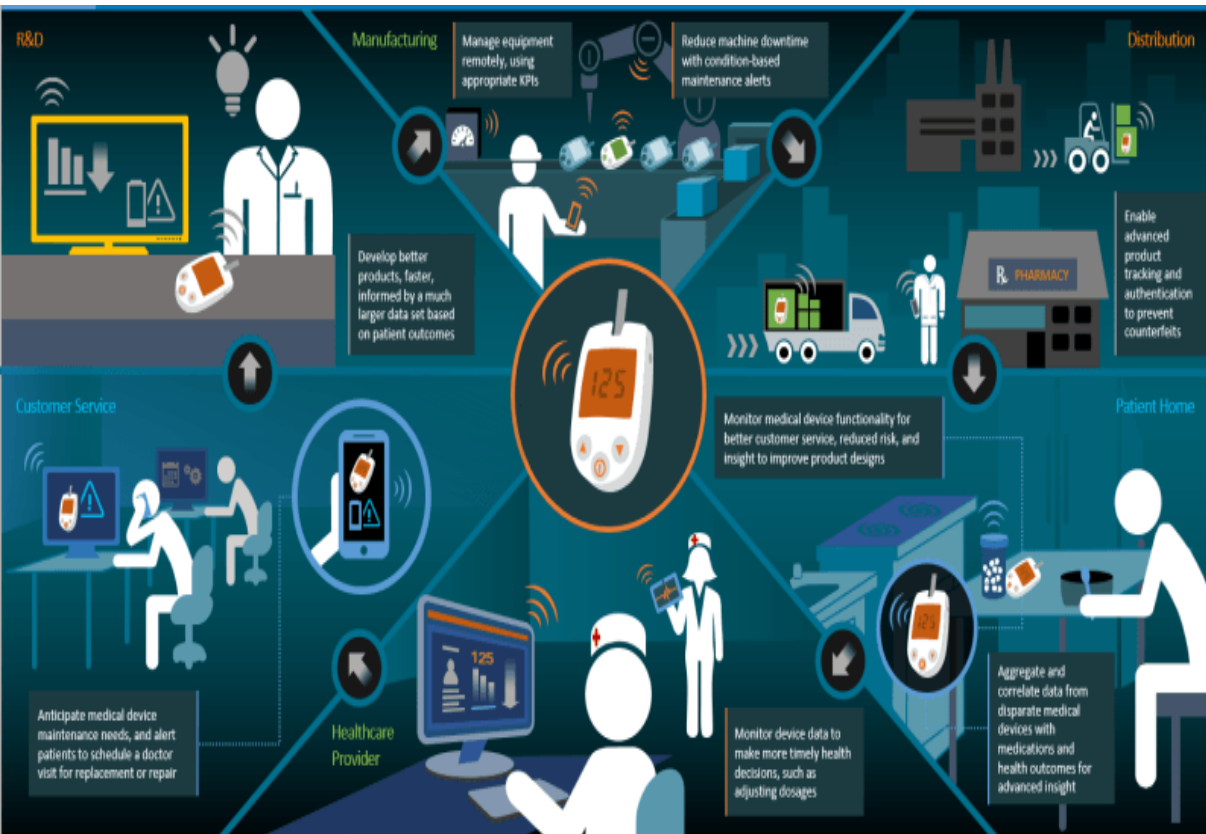 R&D
Develop better
products, faster,
informed by a much
larger data set based
on patient outcomes
Manufacturing
Manage equipment
remotely, using
appropriate KPIs
Reduce machine downtime
with condition-based
maintenance alerts
Distribution
Enable
advanced
product
tracking and
authentication
to prevent
counterfeits
℞ PHARMACY
125
Customer Service
Anticipate medical device
maintenance needs, and alert
patients to schedule a doctor
visit for replacement or repair
Healthcare
Provider
125
Monitor device data to
make more timely health
decisions, such as
adjusting dosages
Patient Home
Monitor medical device functionality for
better customer service, reduced risk, and
insight to improve product designs
125
Aggregate and
correlate data from
disparate medical
devices with
medications and
health outcomes for
advanced insight